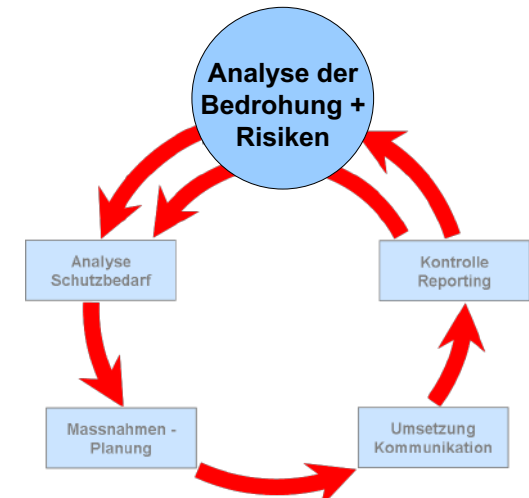 Analyse der
Bedrohung +
Risiken
Analyse
Schutzbedarf
Kontrolle
Reporting
Massnahmen -
Planung
Umsetzung
Kommunikation